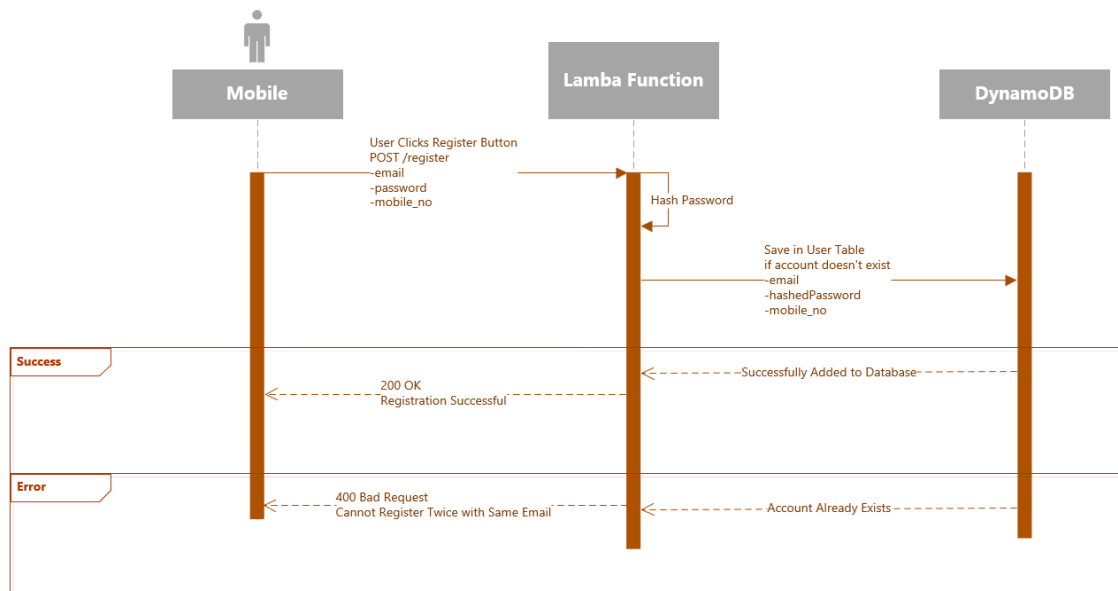 Mobile
Lamba Function
DynamoDB
User Clicks Register Button
POST /register
-email
-password
-mobile_no
Hash Password
Save in User Table
if account doesn't exist
-email
-hashedPassword
-mobile_no
Success
Successfully Added to Database
200 OK
Registration Successful
Error
400 Bad Request
Cannot Register Twice with Same Email
Account Already Exists